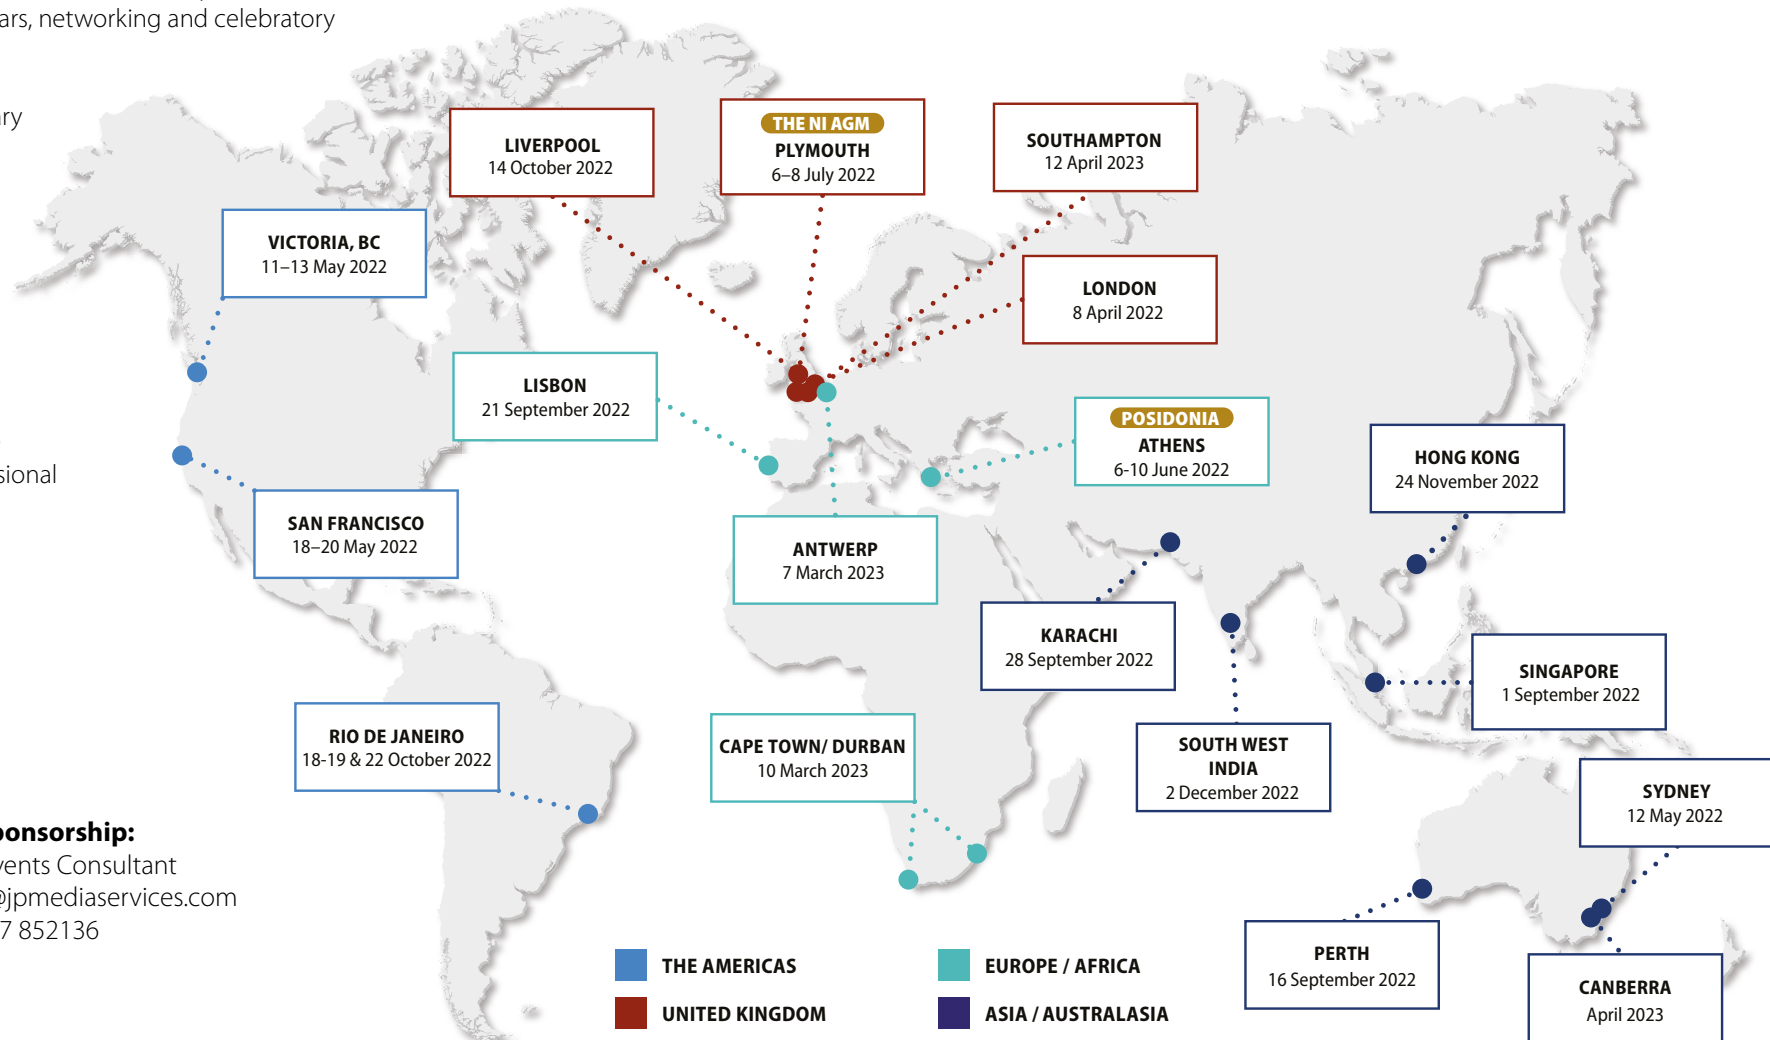 ars, networking and celebratory
ary
sional
ponsorship:
vents Consultant
@jpmediaservices.com
7 852136
LIVERPOOL
14 October 2022
THE NI AGM
PLYMOUTH
6–8 July 2022
SOUTHAMPTON
12 April 2023
VICTORIA, BC
11–13 May 2022
LONDON
8 April 2022
LISBON
21 September 2022
POSIDONIA
ATHENS
6-10 June 2022
HONG KONG
24 November 2022
SAN FRANCISCO
18–20 May 2022
ANTWERP
7 March 2023
KARACHI
28 September 2022
SINGAPORE
1 September 2022
RIO DE JANEIRO
18-19 & 22 October 2022
CAPE TOWN/ DURBAN
10 March 2023
SOUTH WEST
INDIA
2 December 2022
SYDNEY
12 May 2022
PERTH
16 September 2022
CANBERRA
April 2023
THE AMERICAS
UNITED KINGDOM
EUROPE / AFRICA
ASIA / AUSTRALASIA